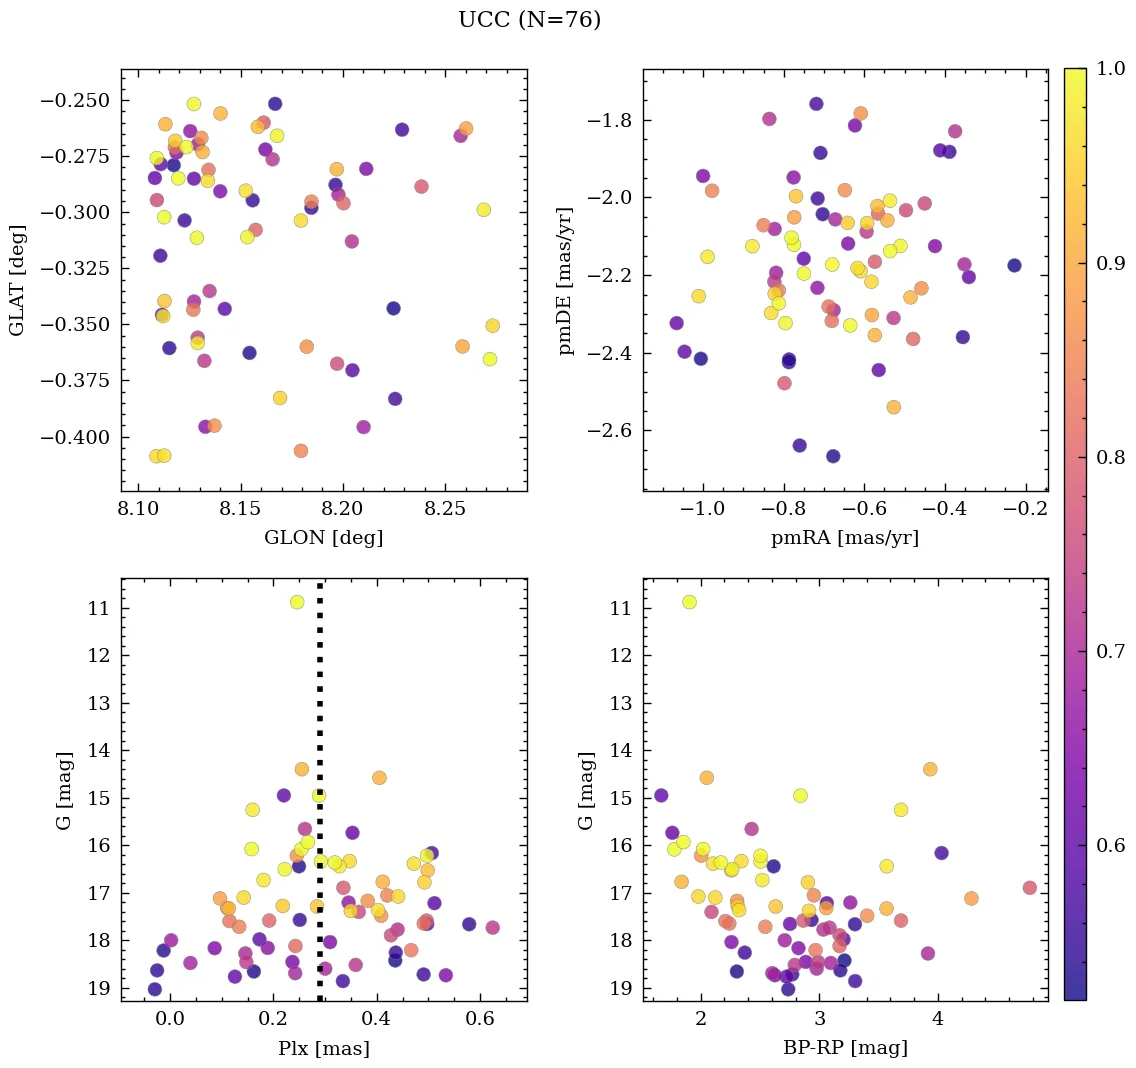 UCC (N=76)
−0.250
−0.275
−0.300
−0.325
−0.350
−0.375
−0.400
GLAT [deg]
8.10 8.15 8.20 8.25
GLON [deg]
−1.8
−2.0
−2.2
−2.4
−2.6
pmDE [mas/yr]
−1.0 −0.8 −0.6 −0.4 −0.2
pmRA [mas/yr]
1.0
0.9
0.8
0.7
0.6
11
12
13
14
15
16
17
18
19
G [mag]
0.0 0.2 0.4 0.6
Plx [mas]
11
12
13
14
15
16
17
18
19
G [mag]
2 3 4
BP-RP [mag]